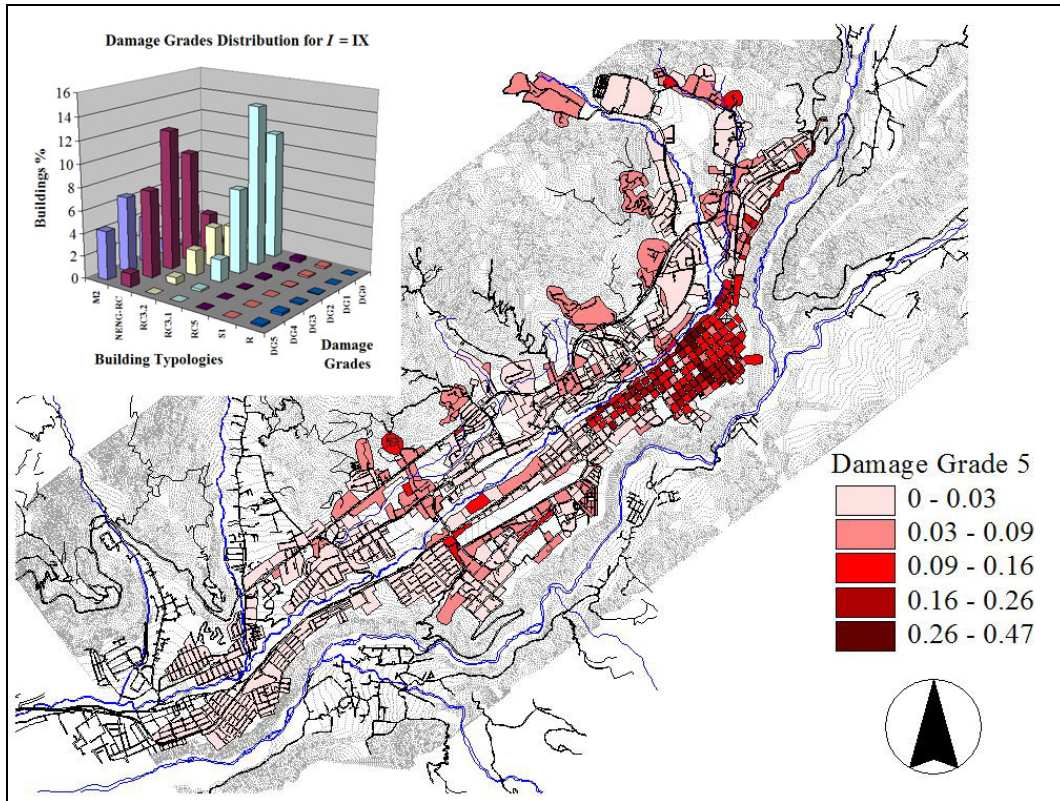 Damage Grades Distribution for I = IX
16
14
12
10
8
6
4
2
0
Buildings %
M2
NENG-RC
RC3.2
RC3.1
RC5
S1
R
DG5
DG4
DG3
DG2
DG1
DG0
Building Typologies
Damage
Grades
Damage Grade 5
0 - 0.03
0.03 - 0.09
0.09 - 0.16
0.16 - 0.26
0.26 - 0.47